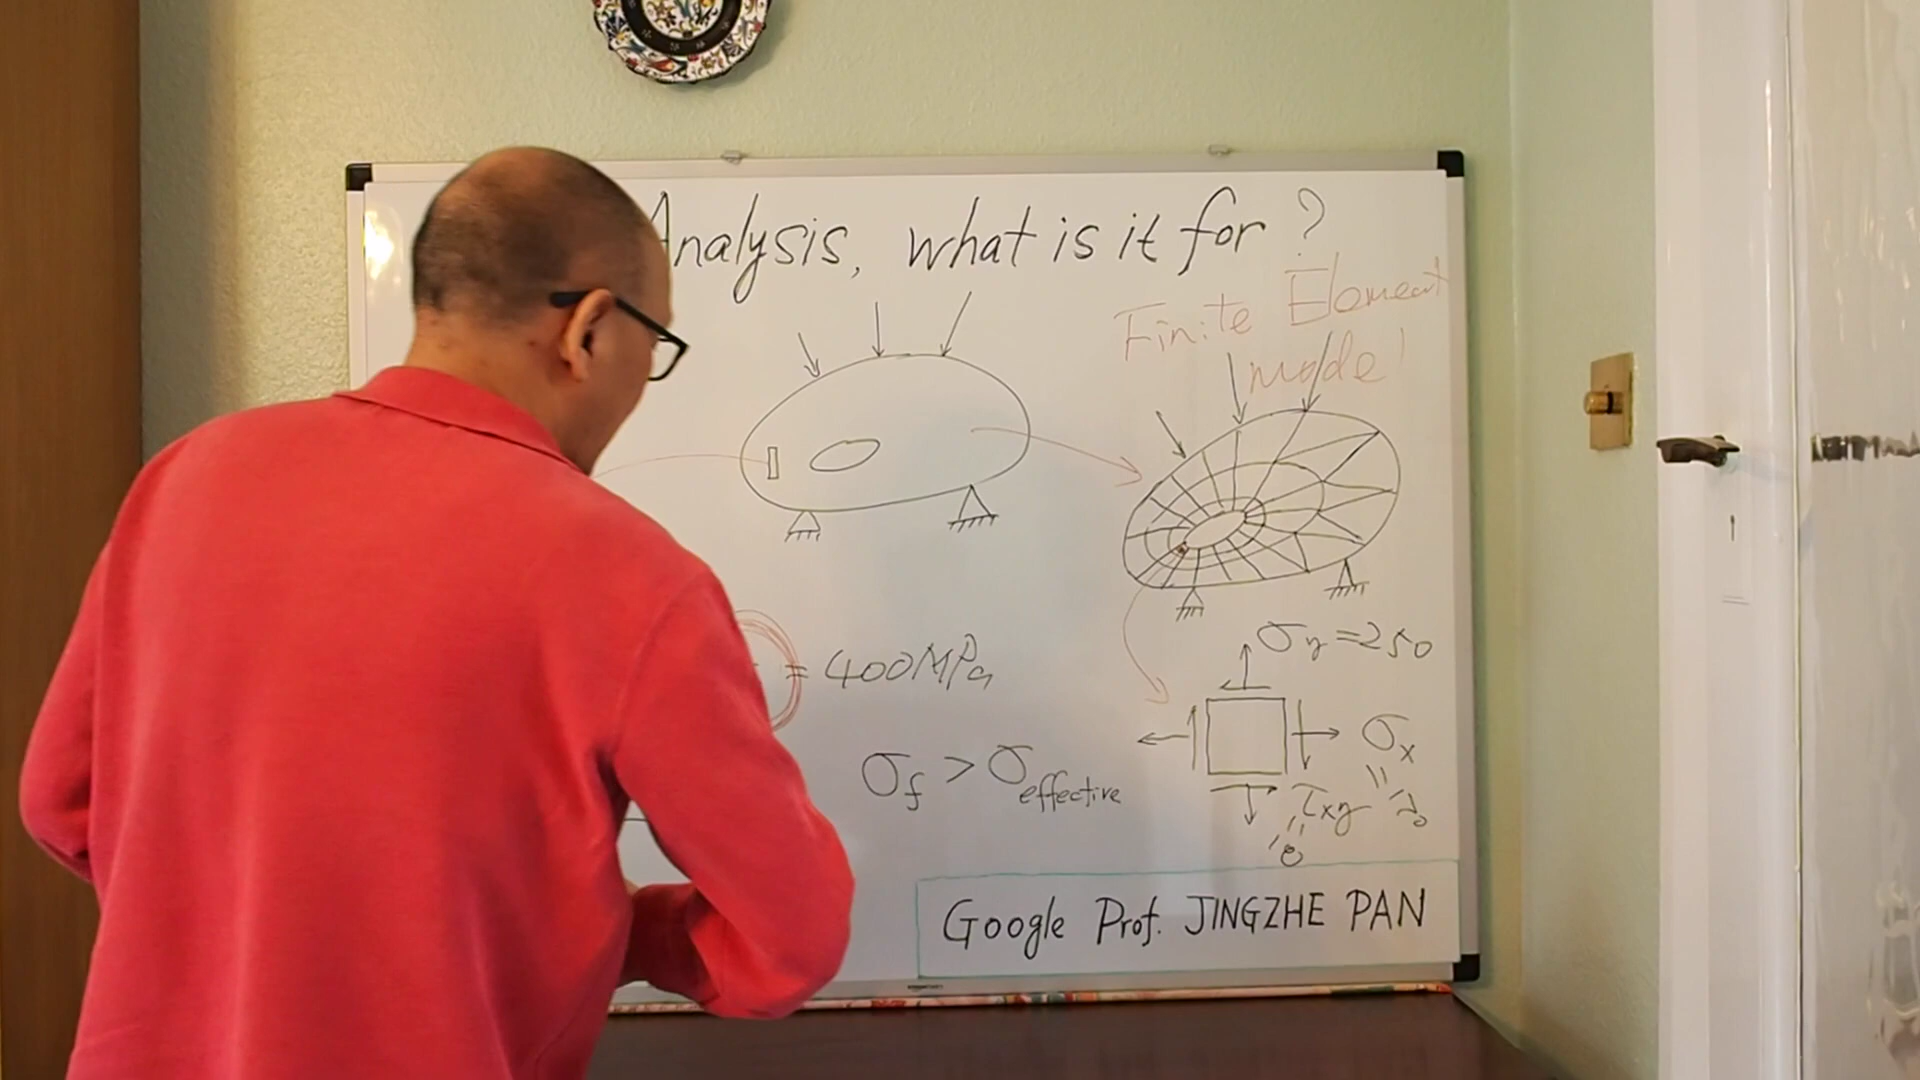 Analysis, what is it for ?
Finite Element
model
= 400MPa
σy = 250
σf > σeffective
σx
τxy
Google Prof. JINGZHE PAN